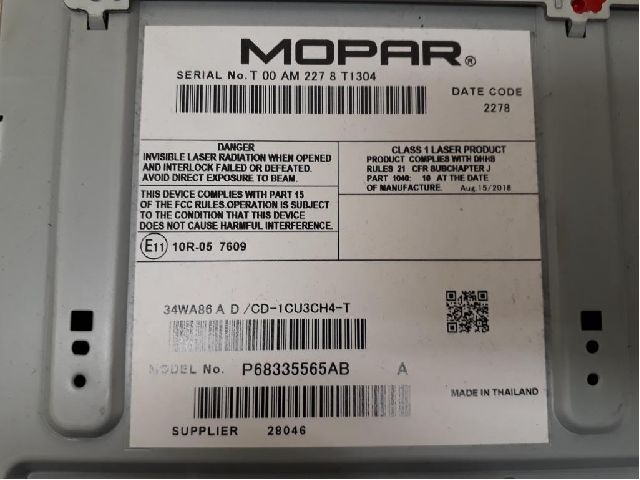 MOPAR®
SERIAL No. T 00 AM 227 8 T1304
DATE CODE
2278
DANGER
INVISIBLE LASER RADIATION WHEN OPENED
AND INTERLOCK FAILED OR DEFEATED.
AVOID DIRECT EXPOSURE TO BEAM.
CLASS 1 LASER PRODUCT
PRODUCT COMPLIES WITH DHHS
RULES 21 CFR SUBCHAPTER J
PART 1040: 10 AT THE DATE
OF MANUFACTURE. Aug.15/2018
THIS DEVICE COMPLIES WITH PART 15
OF THE FCC RULES.OPERATION IS SUBJECT
TO THE CONDITION THAT THIS DEVICE
DOES NOT CAUSE HARMFUL INTERFERENCE.
E11 10R-05 7609
34WA86 A D /CD-1CU3CH4-T
MODEL No. P68335565AB A
MADE IN THAILAND
SUPPLIER 28046